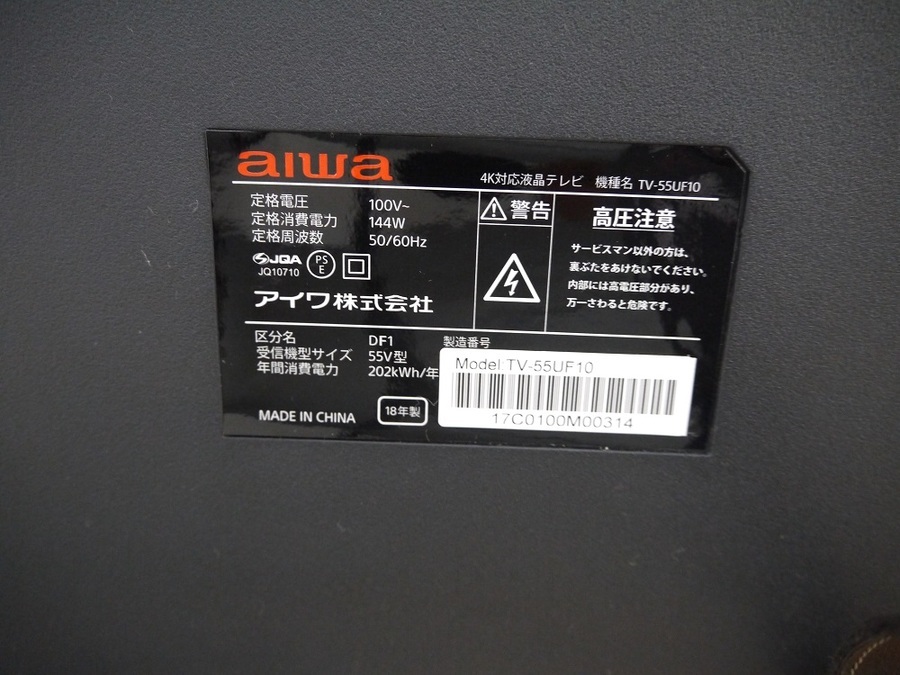 aiwa
4K対応液晶テレビ 機種名 TV-55UF10
定格電圧 100V~
定格消費電力 144W
定格周波数 50/60Hz
JQA
JQ10710
PS
E
アイワ株式会社
警告
高圧注意
サービスマン以外の方は、
裏ぶたをあけないでください。
内部には高電圧部分があり、
万一さわると危険です。
区分名 DF1
受信機型サイズ 55V型
年間消費電力 202kWh/年
MADE IN CHINA
18年製
製造番号
Model:TV-55UF10
17C0100M00314